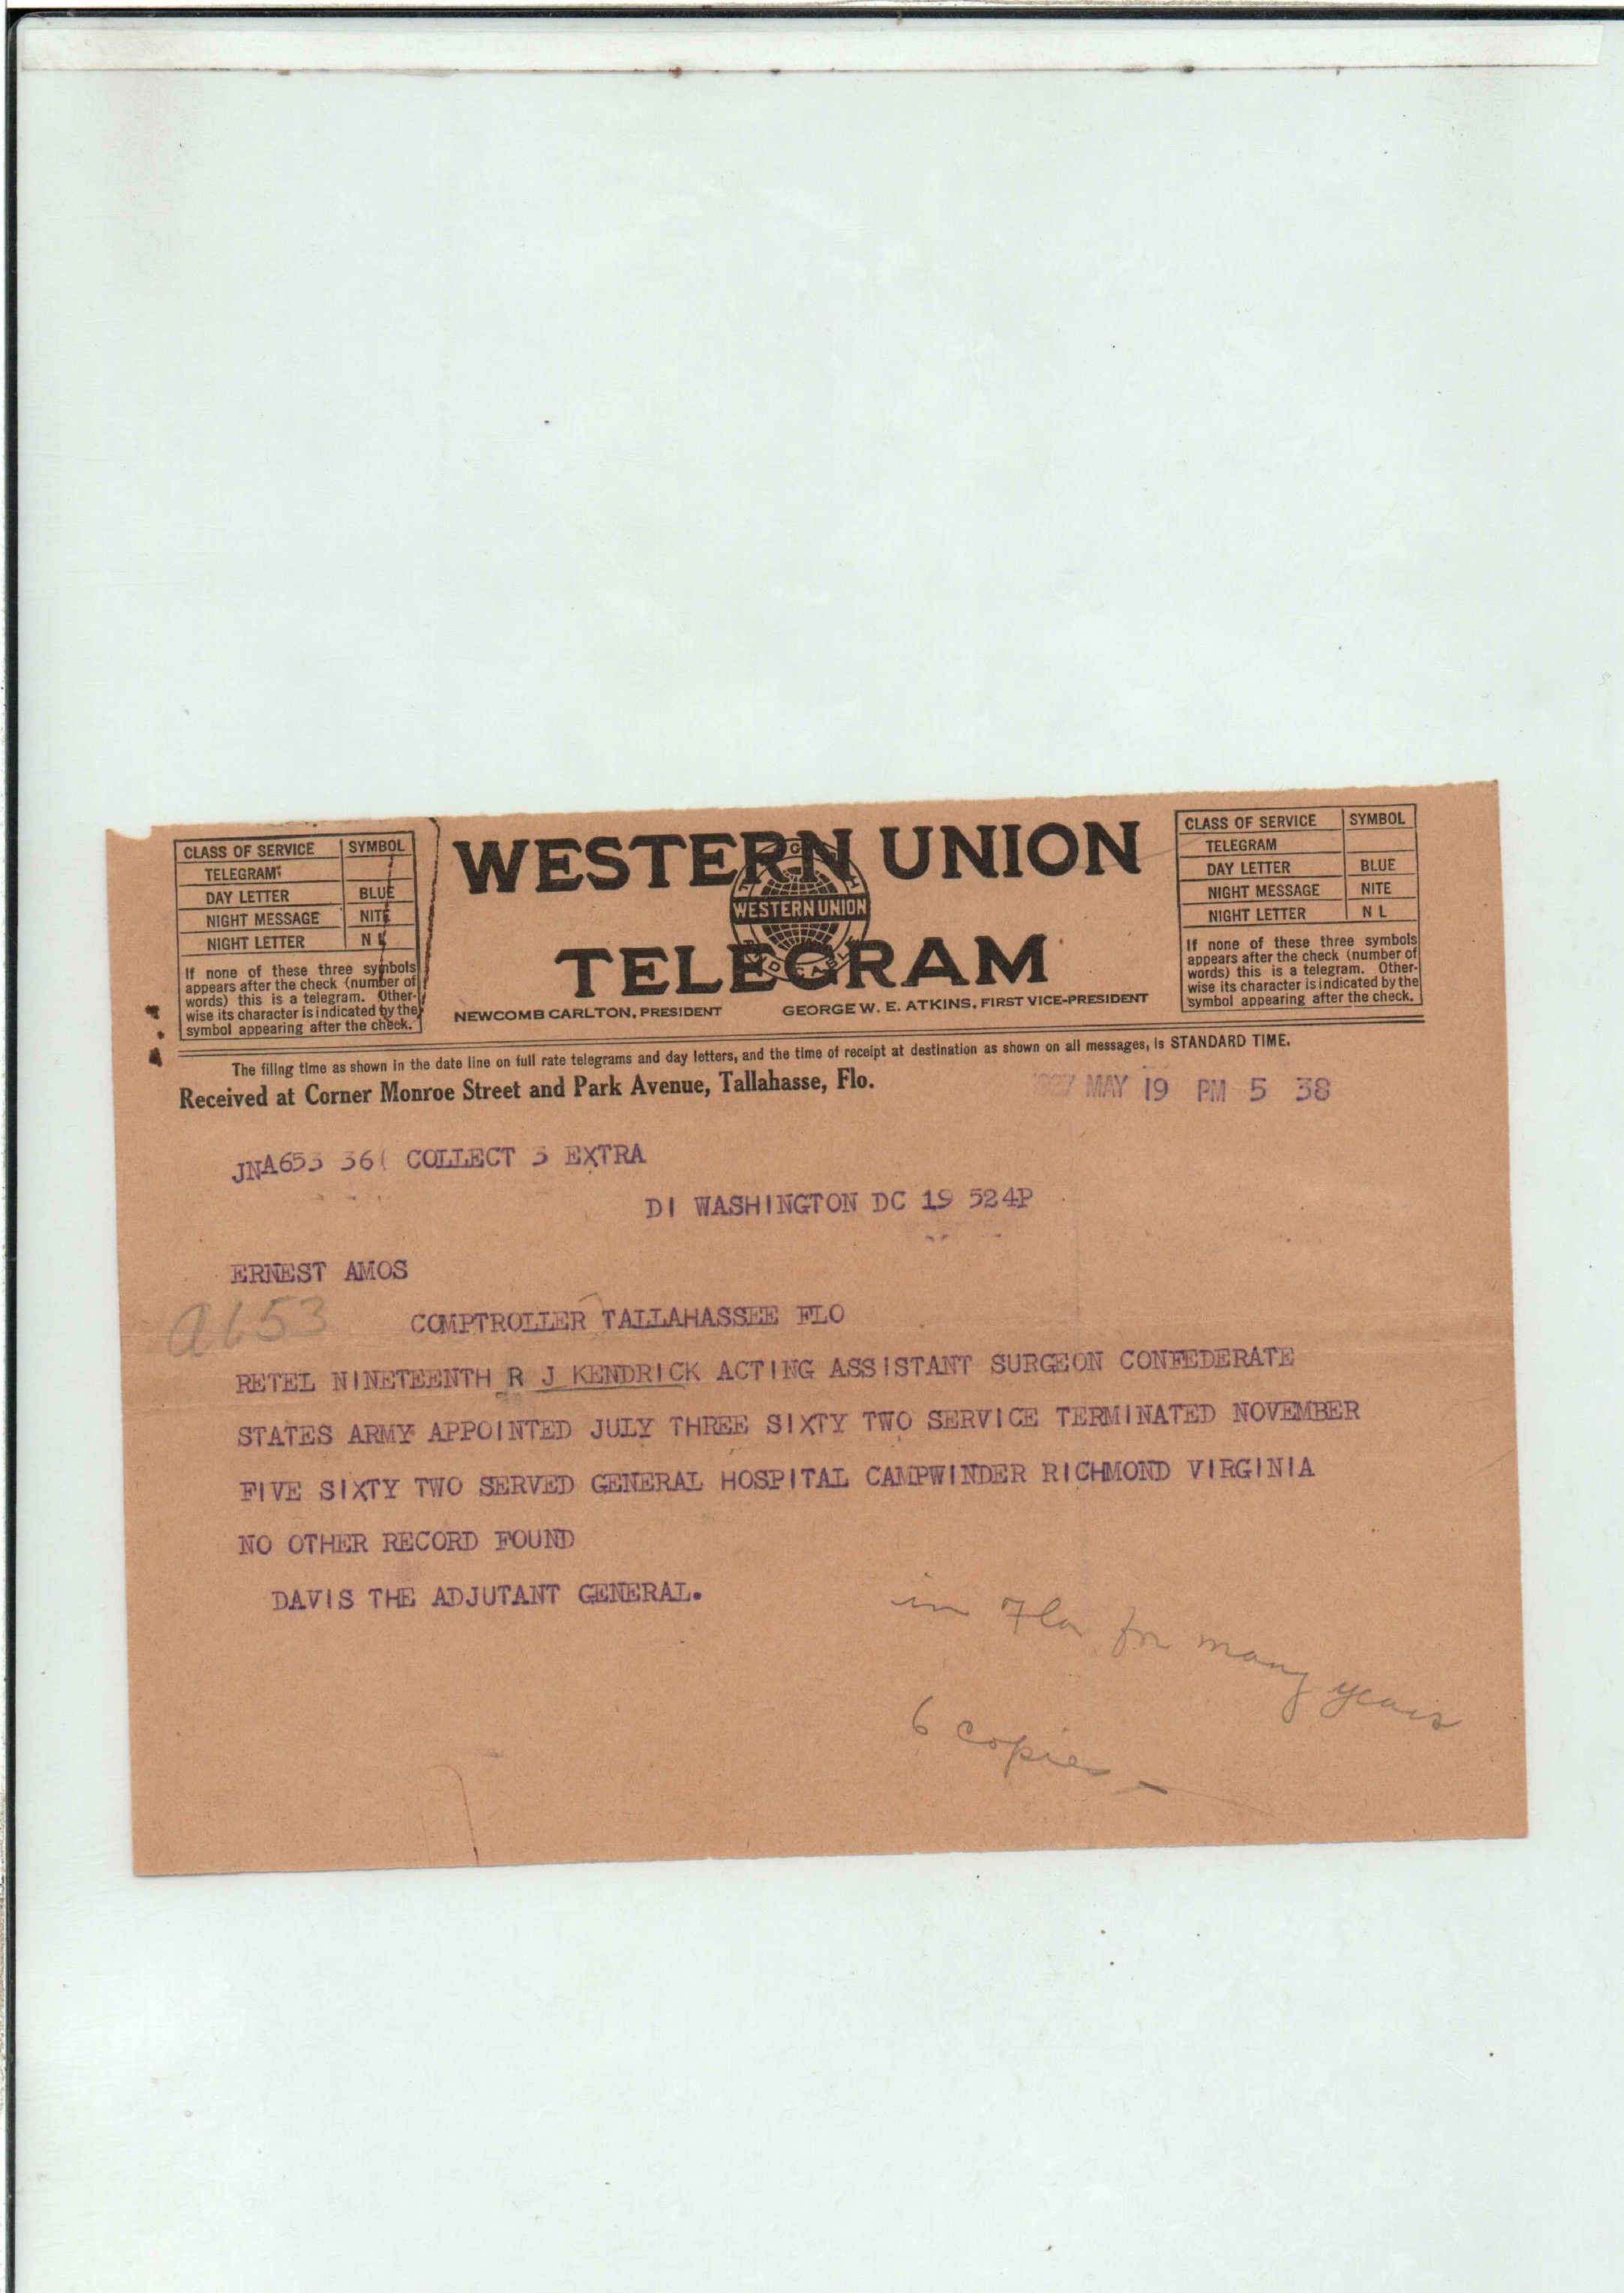 CLASS OF SERVICE SYMBOL
TELEGRAM
DAY LETTER BLUE
NIGHT MESSAGE NITE
NIGHT LETTER N L
If none of these three symbols
appears after the check (number of
words) this is a telegram. Other-
wise its character is indicated by the
symbol appearing after the check.
WESTERN UNION
WESTERN UNION
TELEGRAM
NEWCOMB CARLTON, PRESIDENT GEORGE W. E. ATKINS, FIRST VICE-PRESIDENT
CLASS OF SERVICE SYMBOL
TELEGRAM
DAY LETTER BLUE
NIGHT MESSAGE NITE
NIGHT LETTER N L
If none of these three symbols
appears after the check (number of
words) this is a telegram. Other-
wise its character is indicated by the
symbol appearing after the check.
The filing time as shown in the date line on full rate telegrams and day letters, and the time of receipt at destination as shown on all messages, is STANDARD TIME.
Received at Corner Monroe Street and Park Avenue, Tallahasse, Flo.
MAY 19 PM 5 38
JNA653 36( COLLECT 3 EXTRA
DI WASHINGTON DC 19 524P
ERNEST AMOS
a653
COMPTROLLER TALLAHASSEE FLO
RETEL NINETEENTH R J KENDRICK ACTING ASSISTANT SURGEON CONFEDERATE
STATES ARMY APPOINTED JULY THREE SIXTY TWO SERVICE TERMINATED NOVEMBER
FIVE SIXTY TWO SERVED GENERAL HOSPITAL CAMPWINDER RICHMOND VIRGINIA
NO OTHER RECORD FOUND
DAVIS THE ADJUTANT GENERAL.
in Fla for many years
6 copies -